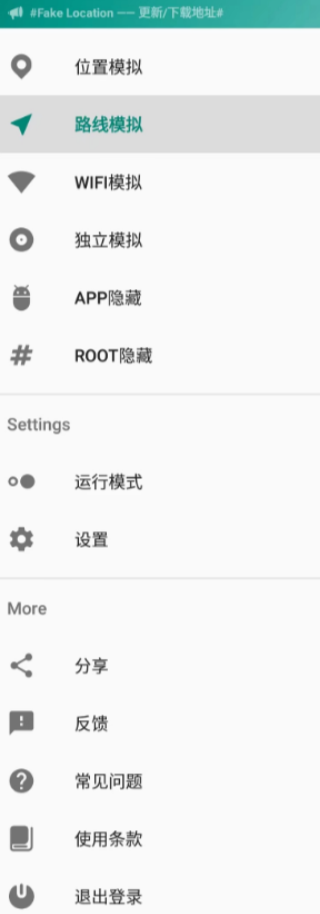 #Fake Location —— 更新/下载地址#
位置模拟
路线模拟
WIFI模拟
独立模拟
APP隐藏
ROOT隐藏
Settings
运行模式
设置
More
分享
反馈
常见问题
使用条款
退出登录